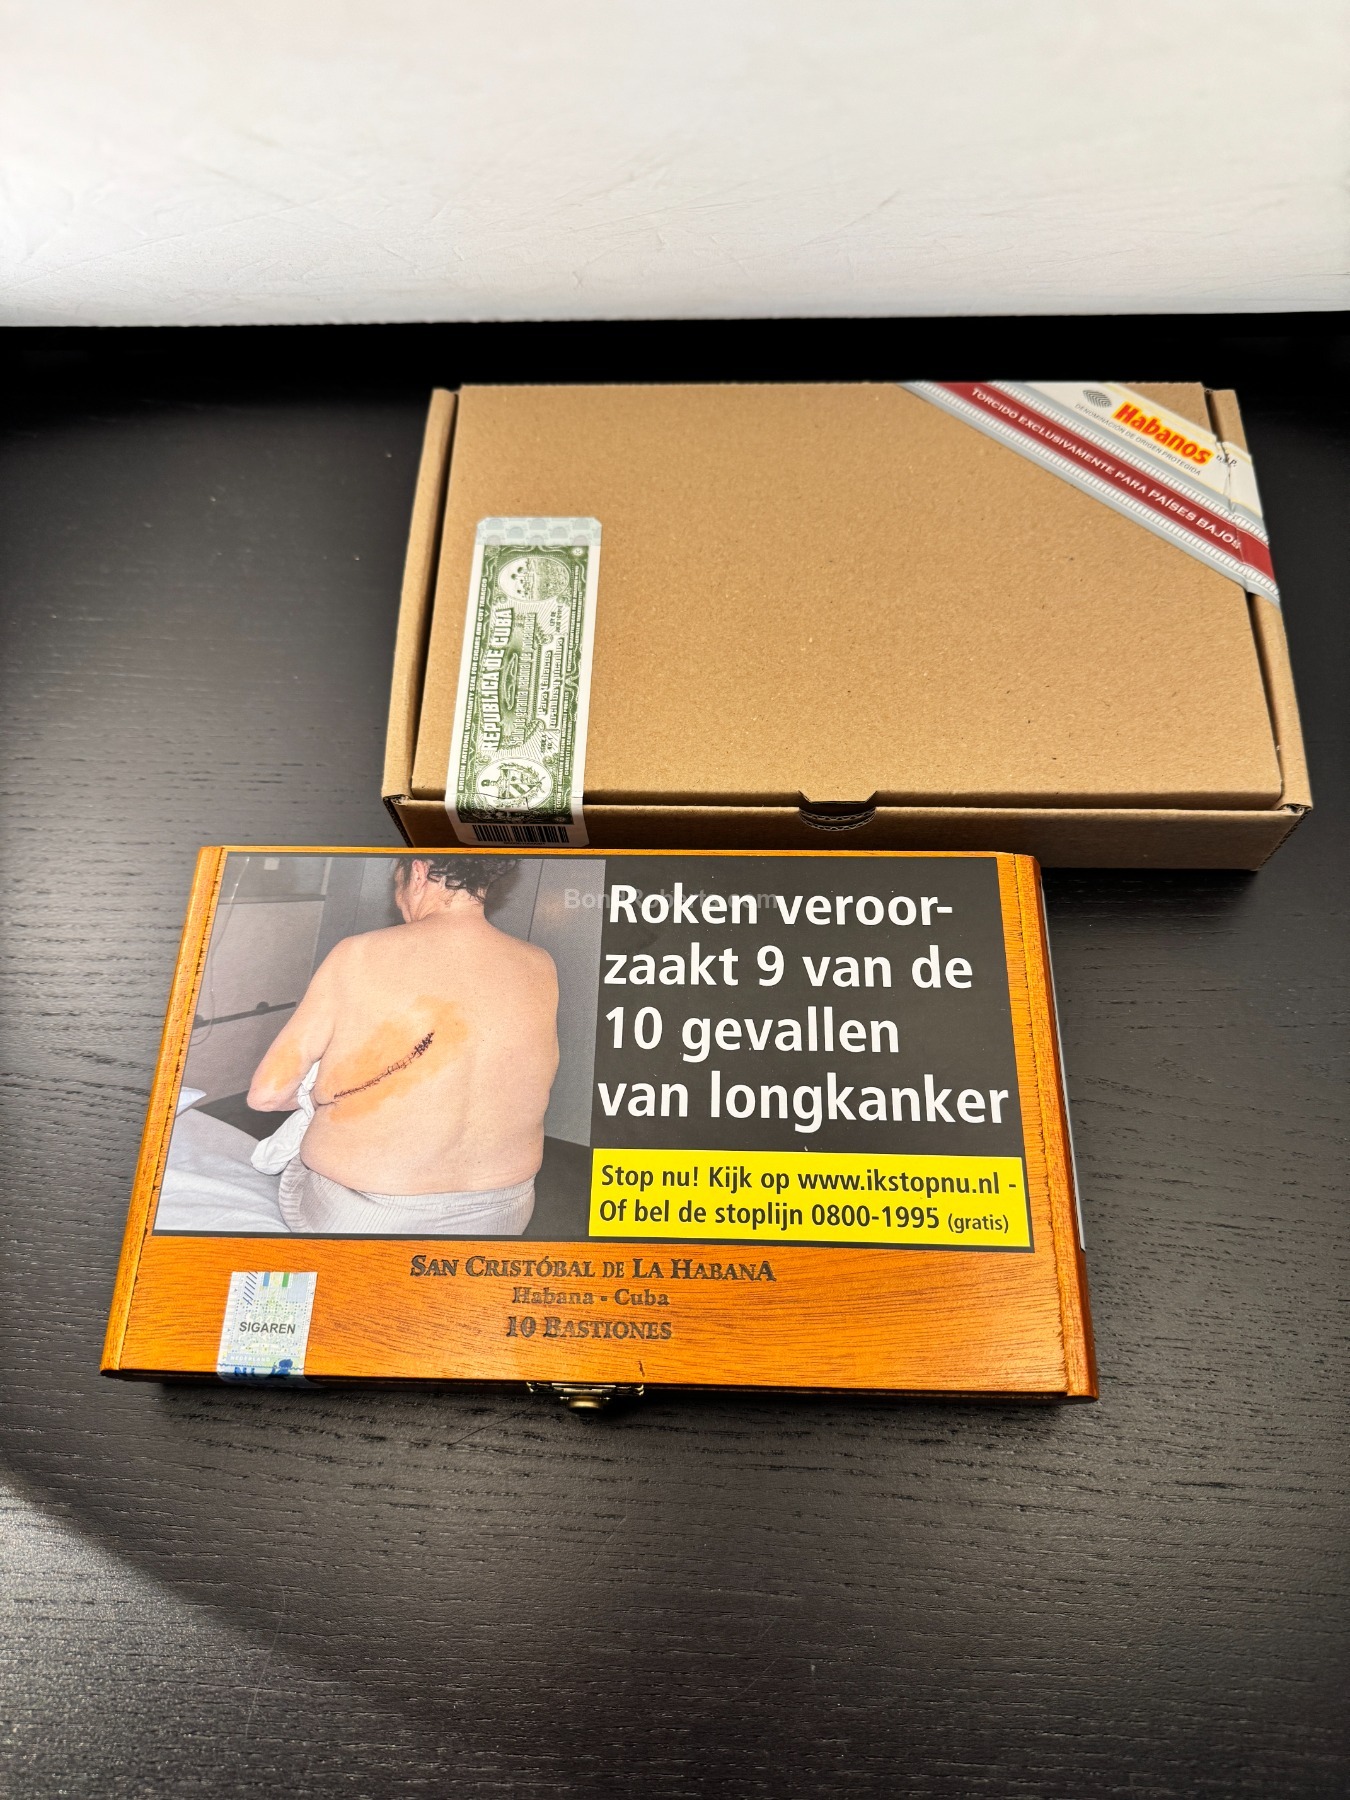 Habanos
DENOMINACIÓN DE ORIGEN PROTEGIDA
TORCIDO EXCLUSIVAMENTE PARA PAÍSES BAJOS
REPUBLICA DE CUBA
Roken veroor-
zaakt 9 van de
10 gevallen
van longkanker
Stop nu! Kijk op www.ikstopnu.nl -
Of bel de stoplijn 0800-1995 (gratis)
SAN CRISTÓBAL DE LA HABANA
Habana - Cuba
10 BASTIONES
SIGAREN